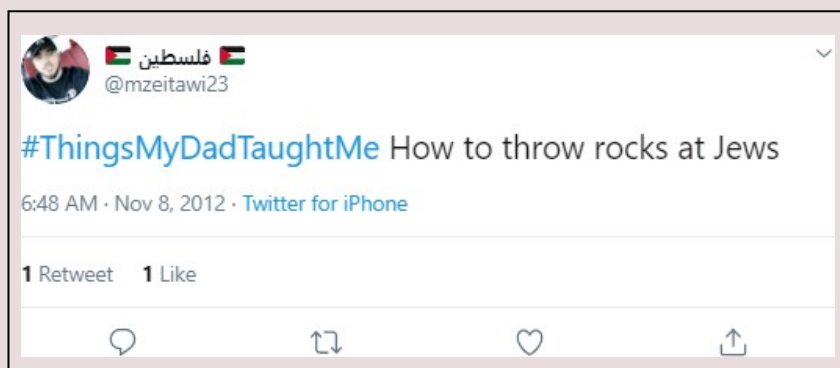 🇵🇸 فلسطين 🇵🇸
@mzeitawi23
#ThingsMyDadTaughtMe How to throw rocks at Jews
6:48 AM · Nov 8, 2012 · Twitter for iPhone
1 Retweet 1 Like